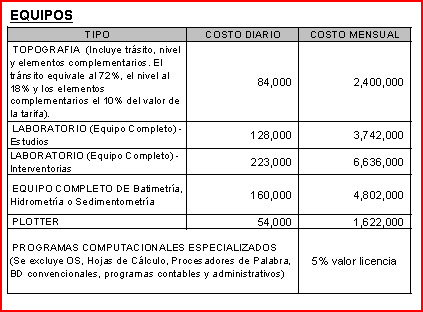 EQUIPOS
TIPO COSTO DIARIO COSTO MENSUAL
TOPOGRAFIA (Incluye trásito, nivel
y elementos complementarios. El
tránsito equivale al 72%, el nivel al
18% y los elementos
complementarios el 10% del valor de
la tarifa). 84,000 2,400,000
LABORATORIO (Equipo Completo) -
Estudios 128,000 3,742,000
LABORATORIO (Equipo Completo) -
Interventorias 223,000 6,636,000
EQUIPO COMPLETO DE Batimetría,
Hidrometría o Sedimentometría 160,000 4,802,000
PLOTTER 54,000 1,622,000
PROGRAMAS COMPUTACIONALES ESPECIALIZADOS
(Se excluye OS, Hojas de Cálculo, Procesadores de Palabra,
BD convencionales, programas contables y administrativos) 5% valor licencia